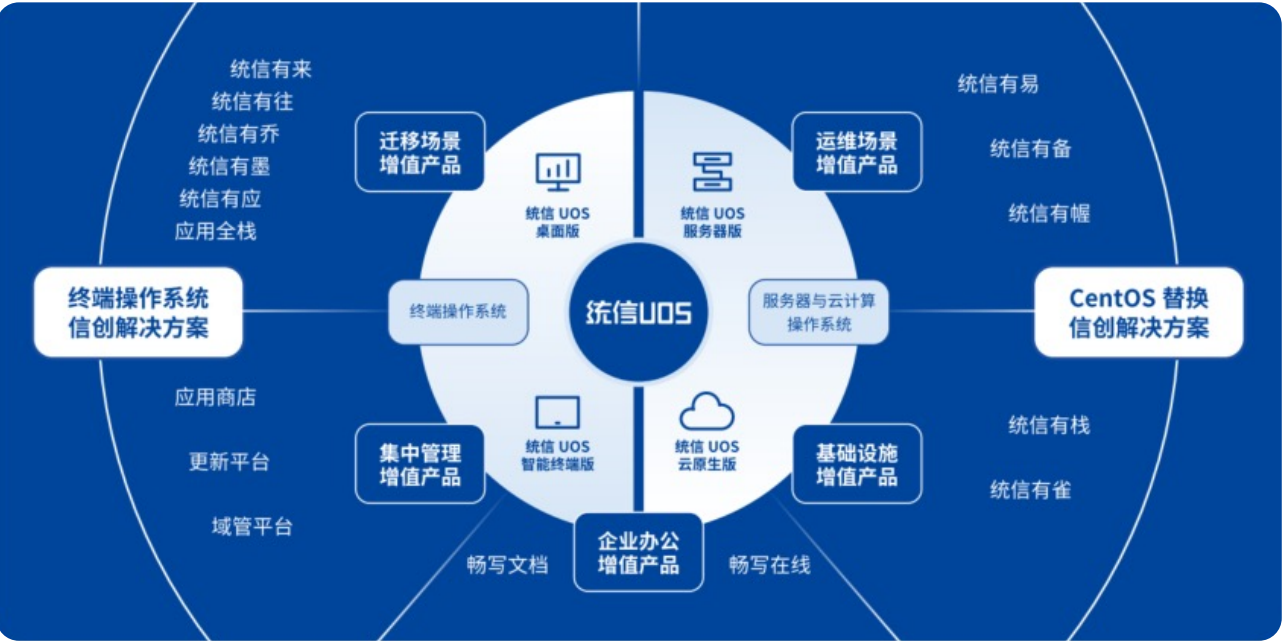 统信有来
统信有往
统信有乔
统信有墨
统信有应
应用全栈
迁移场景
增值产品
统信 UOS
桌面版
统信 UOS
服务器版
运维场景
增值产品
统信有易
统信有备
统信有幄
终端操作系统
信创解决方案
终端操作系统
统信UOS
服务器与云计算
操作系统
CentOS 替换
信创解决方案
应用商店
更新平台
域管平台
集中管理
增值产品
统信 UOS
智能终端版
统信 UOS
云原生版
基础设施
增值产品
统信有栈
统信有雀
畅写文档
企业办公
增值产品
畅写在线